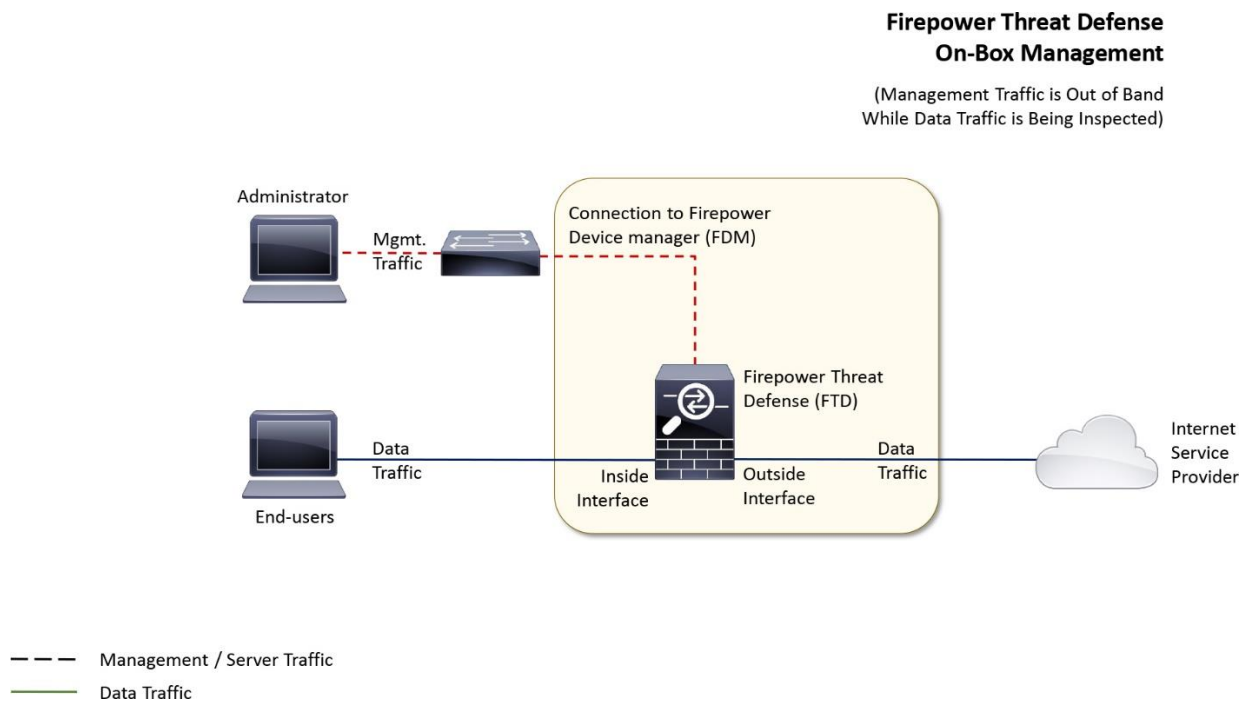 Firepower Threat Defense
On-Box Management
(Management Traffic is Out of Band
While Data Traffic is Being Inspected)
Administrator
Mgmt.
Traffic
Connection to Firepower
Device manager (FDM)
Firepower Threat
Defense (FTD)
Data
Traffic
Inside
Interface
Outside
Interface
Data
Traffic
Internet
Service
Provider
End-users
Management / Server Traffic
Data Traffic